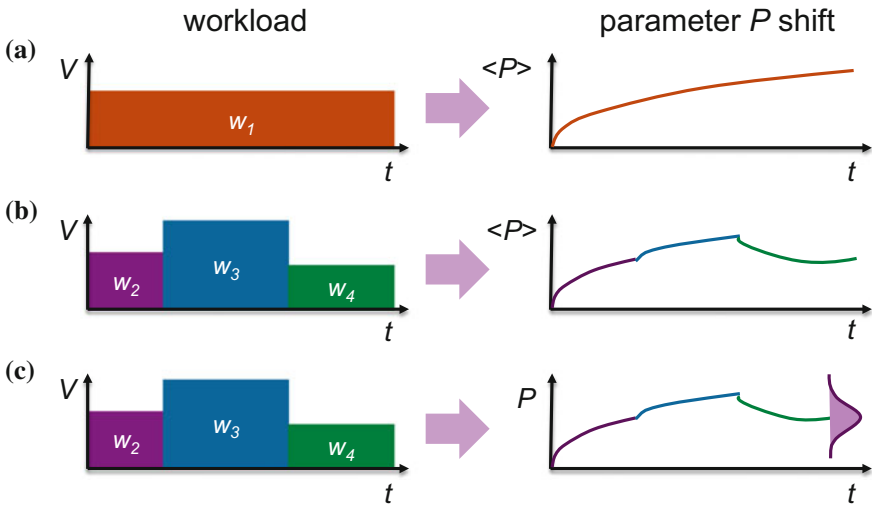 workload parameter P shift
(a) V <P>
w1
t t
(b) V <P>
w2 w3 w4
t t
(c) V P
w2 w3 w4
t t